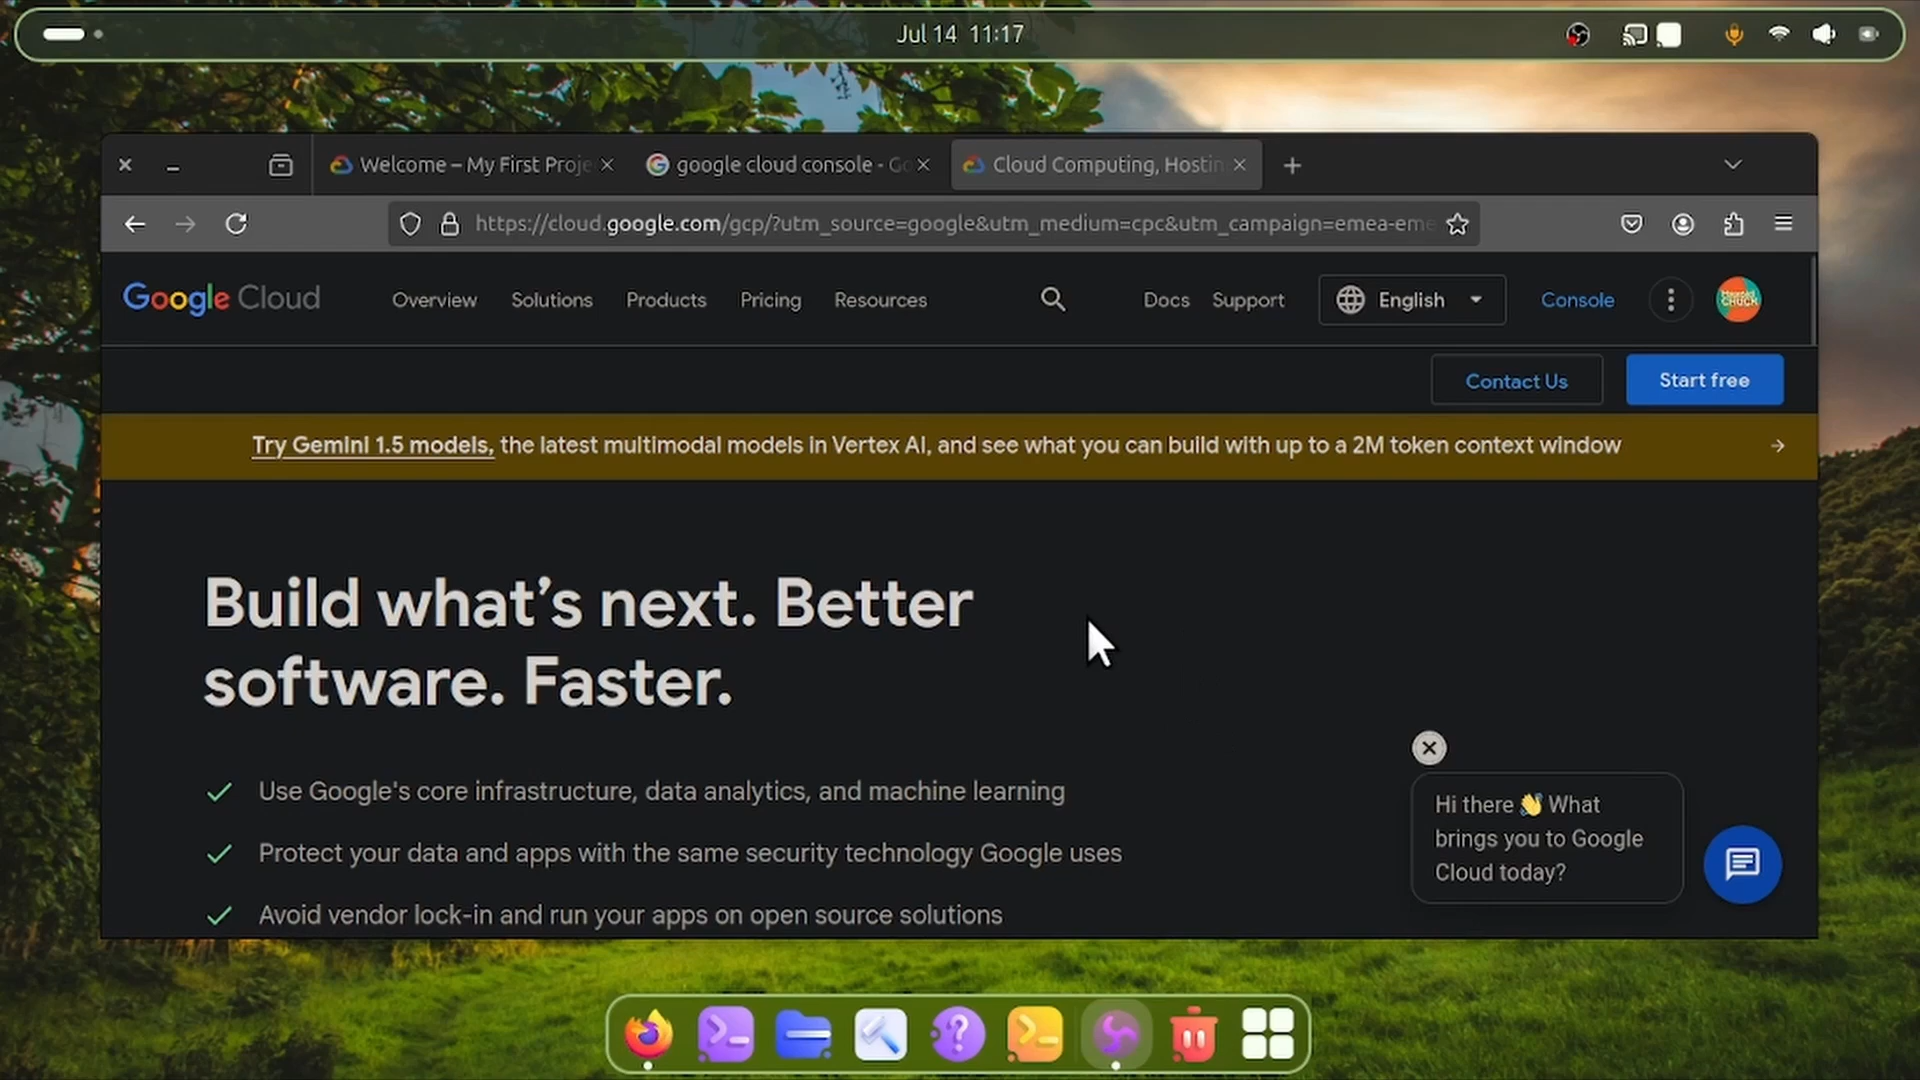 Jul 14 11:17
Welcome – My First Proje
google cloud console - Go
Cloud Computing, Hostin
https://cloud.google.com/gcp/?utm_source=google&utm_medium=cpc&utm_campaign=emea-eme
Google Cloud
Overview
Solutions
Products
Pricing
Resources
Docs
Support
English
Console
CHUCK
Contact Us
Start free
Try Gemini 1.5 models, the latest multimodal models in Vertex AI, and see what you can build with up to a 2M token context window
Build what’s next. Better
software. Faster.
Use Google's core infrastructure, data analytics, and machine learning
Protect your data and apps with the same security technology Google uses
Avoid vendor lock-in and run your apps on open source solutions
Hi there 👋 What
brings you to Google
Cloud today?